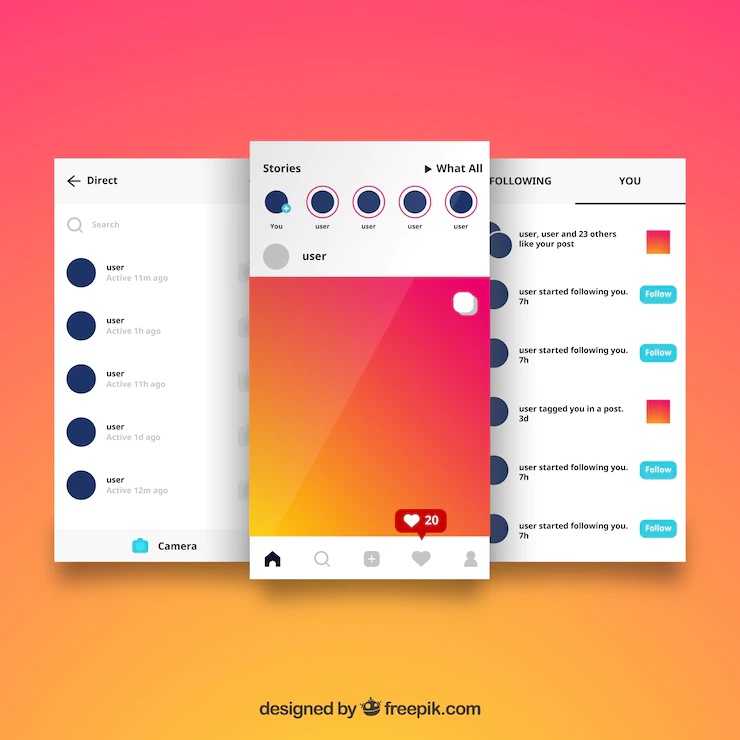 Direct
Search
user
Active 11m ago
user
Active 1h ago
user
Active 11h ago
user
Active 1d ago
user
Active 12m ago
Camera
Stories
What All
You
user
user
user
user
user
20
FOLLOWING
YOU
user, user and 23 others
like your post
user started following you.
7h
Follow
user started following you.
7h
Follow
user tagged you in a post.
3d
user started following you.
7h
Follow
user started following you.
7h
Follow
designed by freepik.com